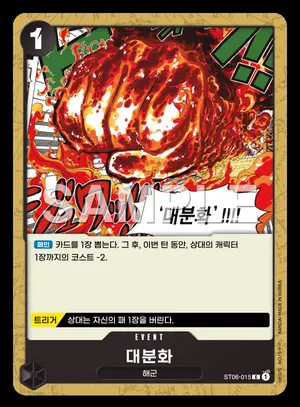 1
'대분화' !!!!
SAMPLE
메인 카드를 1장 뽑는다. 그 후, 이번 턴 동안, 상대의 캐릭터
1장까지의 코스트 -2.
트리거 상대는 자신의 패 1장을 버린다.
EVENT
대분화
해군
ST06-015 C 1